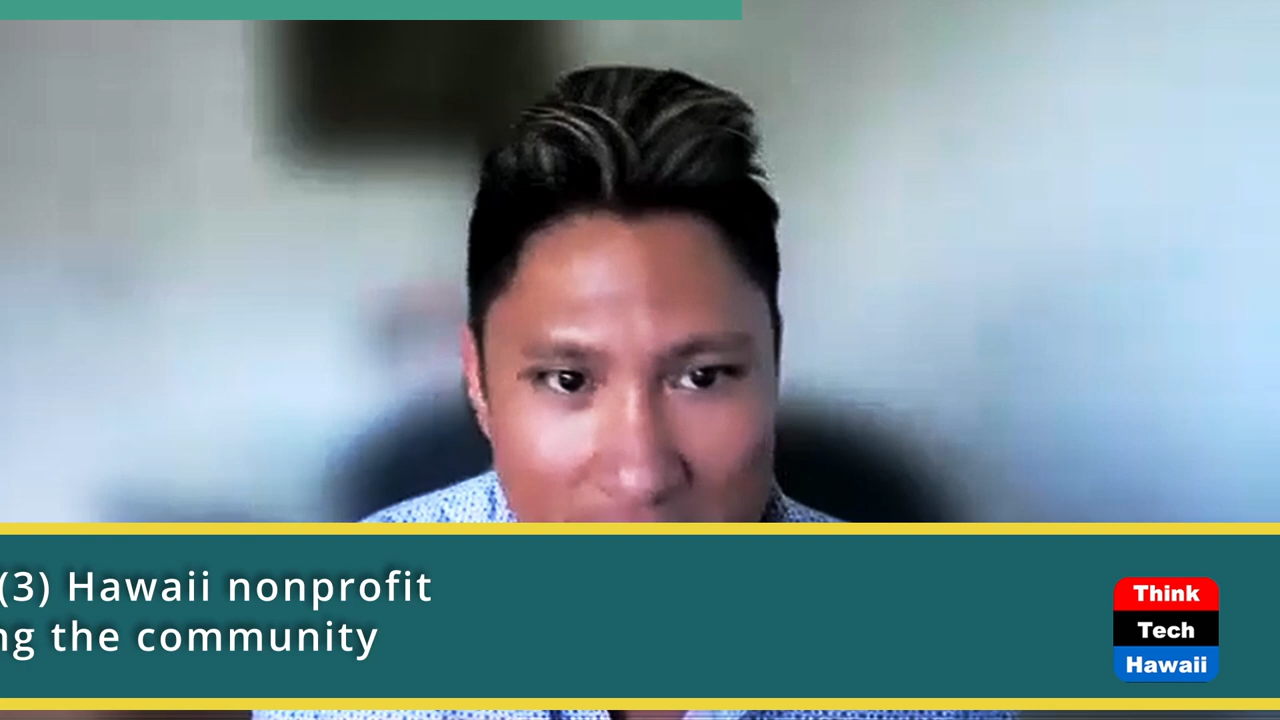 (3) Hawaii nonprofit
ng the community
Think
Tech
Hawaii